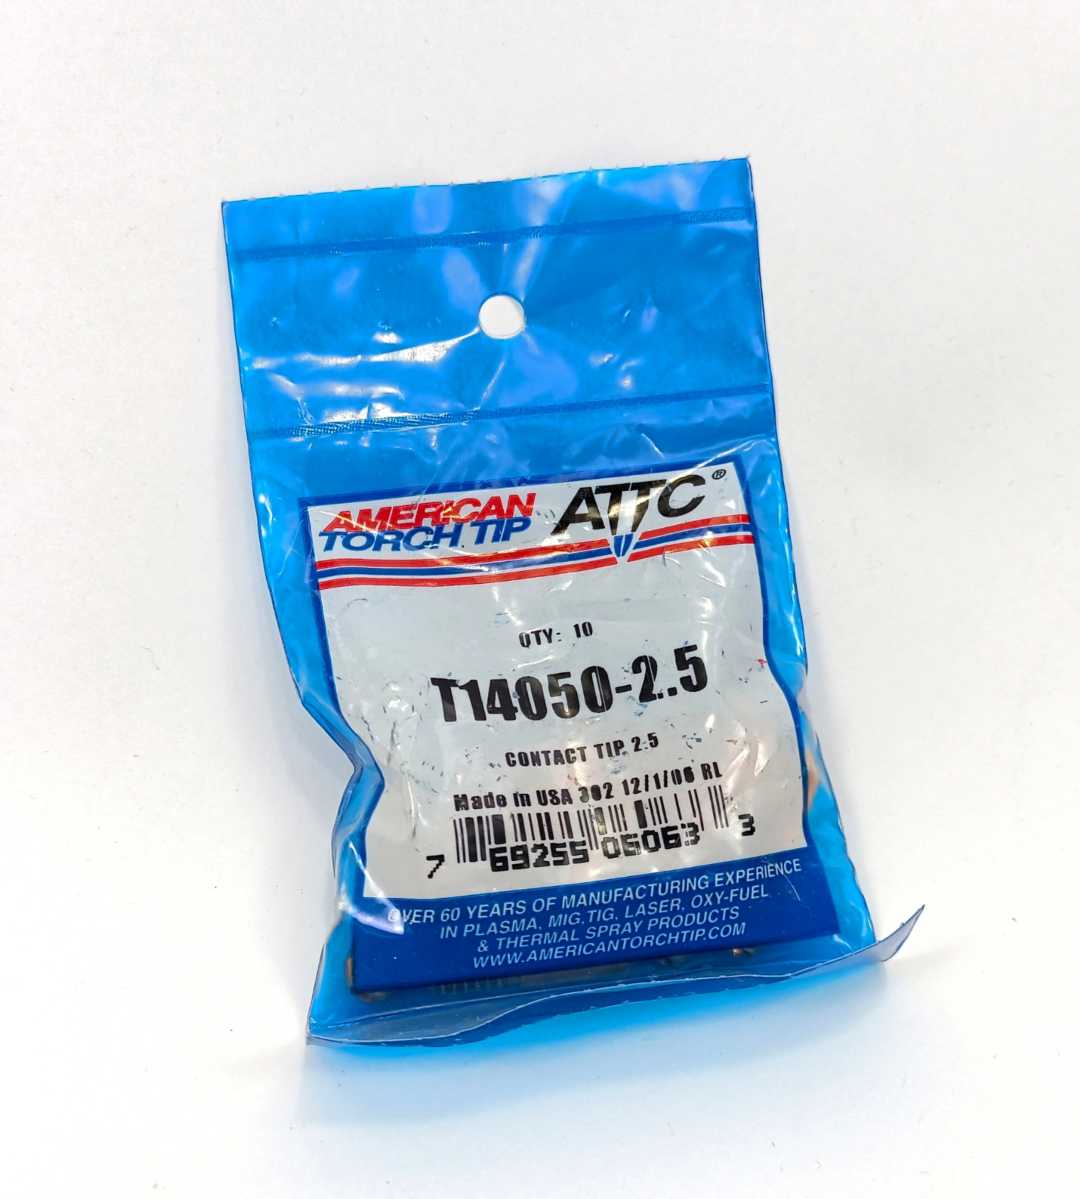 AMERICAN
TORCH TIP
ATTC®
QTY: 10
T14050-2.5
CONTACT TIP 2.5
Made in USA 302 12/1/06 RL
7 69255 05063 3
OVER 60 YEARS OF MANUFACTURING EXPERIENCE
IN PLASMA, MIG, TIG, LASER, OXY-FUEL
& THERMAL SPRAY PRODUCTS
WWW.AMERICANTORCHTIP.COM